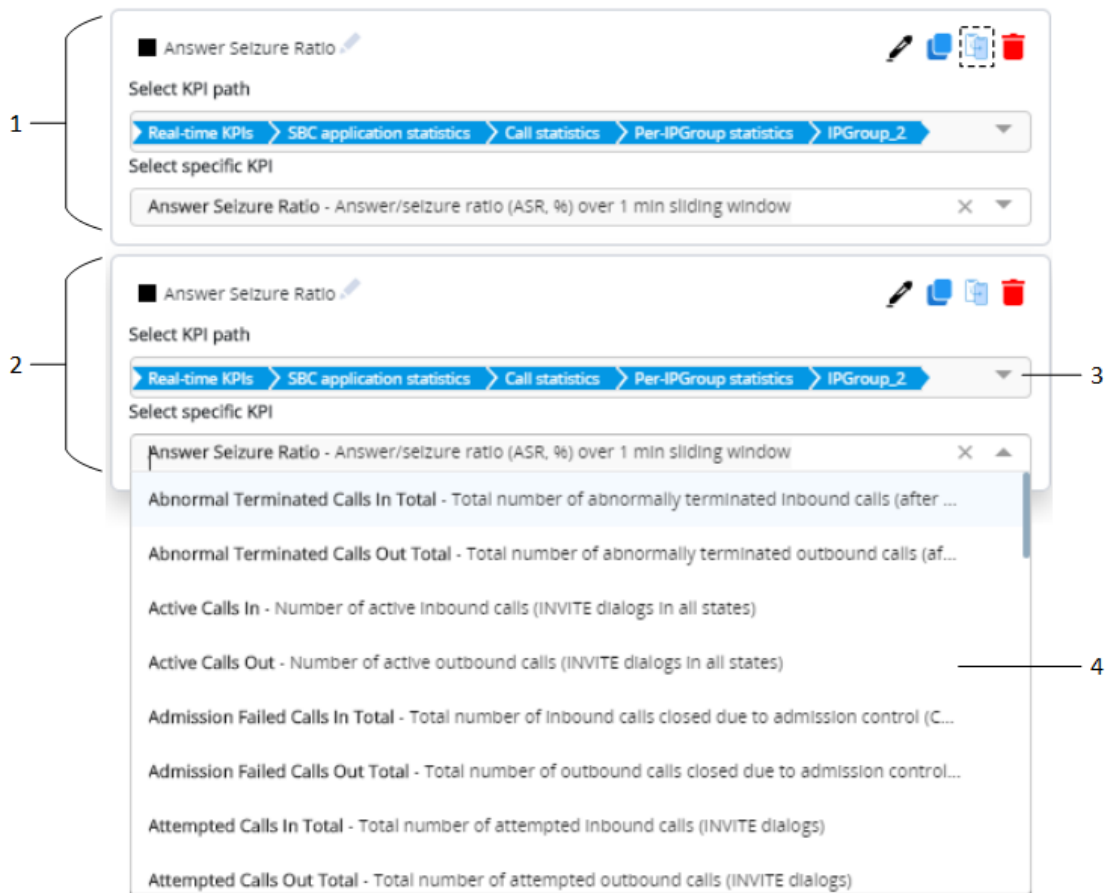 Answer Seizure Ratio
Select KPI path
1
Real-time KPIs SBC application statistics Call statistics Per-IPGroup statistics IPGroup_2
Select specific KPI
Answer Seizure Ratio - Answer/seizure ratio (ASR, %) over 1 min sliding window
Answer Seizure Ratio
Select KPI path
2
Real-time KPIs SBC application statistics Call statistics Per-IPGroup statistics IPGroup_2
3
Select specific KPI
Answer Seizure Ratio - Answer/seizure ratio (ASR, %) over 1 min sliding window
Abnormal Terminated Calls In Total - Total number of abnormally terminated inbound calls (after ...
Abnormal Terminated Calls Out Total - Total number of abnormally terminated outbound calls (af...
Active Calls In - Number of active inbound calls (INVITE dialogs in all states)
Active Calls Out - Number of active outbound calls (INVITE dialogs in all states)
4
Admission Failed Calls In Total - Total number of inbound calls closed due to admission control (C...
Admission Failed Calls Out Total - Total number of outbound calls closed due to admission control...
Attempted Calls In Total - Total number of attempted inbound calls (INVITE dialogs)
Attempted Calls Out Total - Total number of attempted outbound calls (INVITE dialogs)